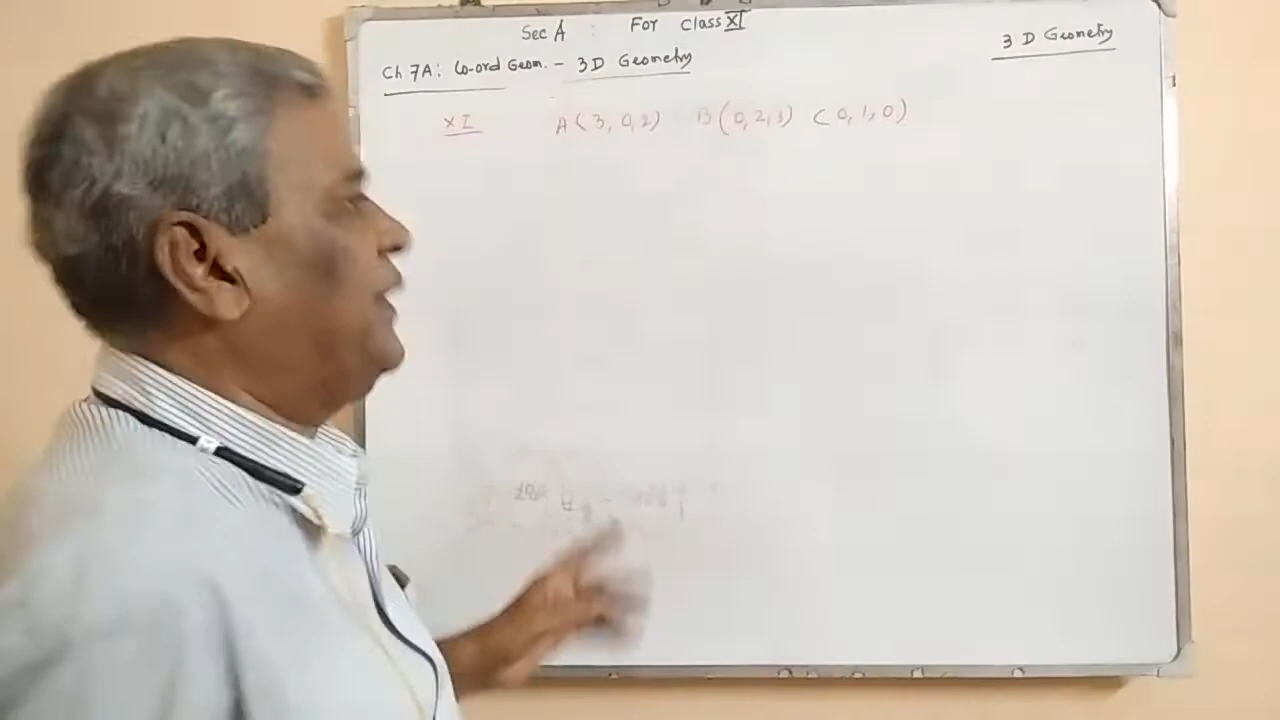 Sec A : For Class XI
3 D Geometry
Ch 7A: Co-ord Geom. - 3D Geometry
XI A(3, 0, 2) B(0, 2, 3) C(0, 1, 0)